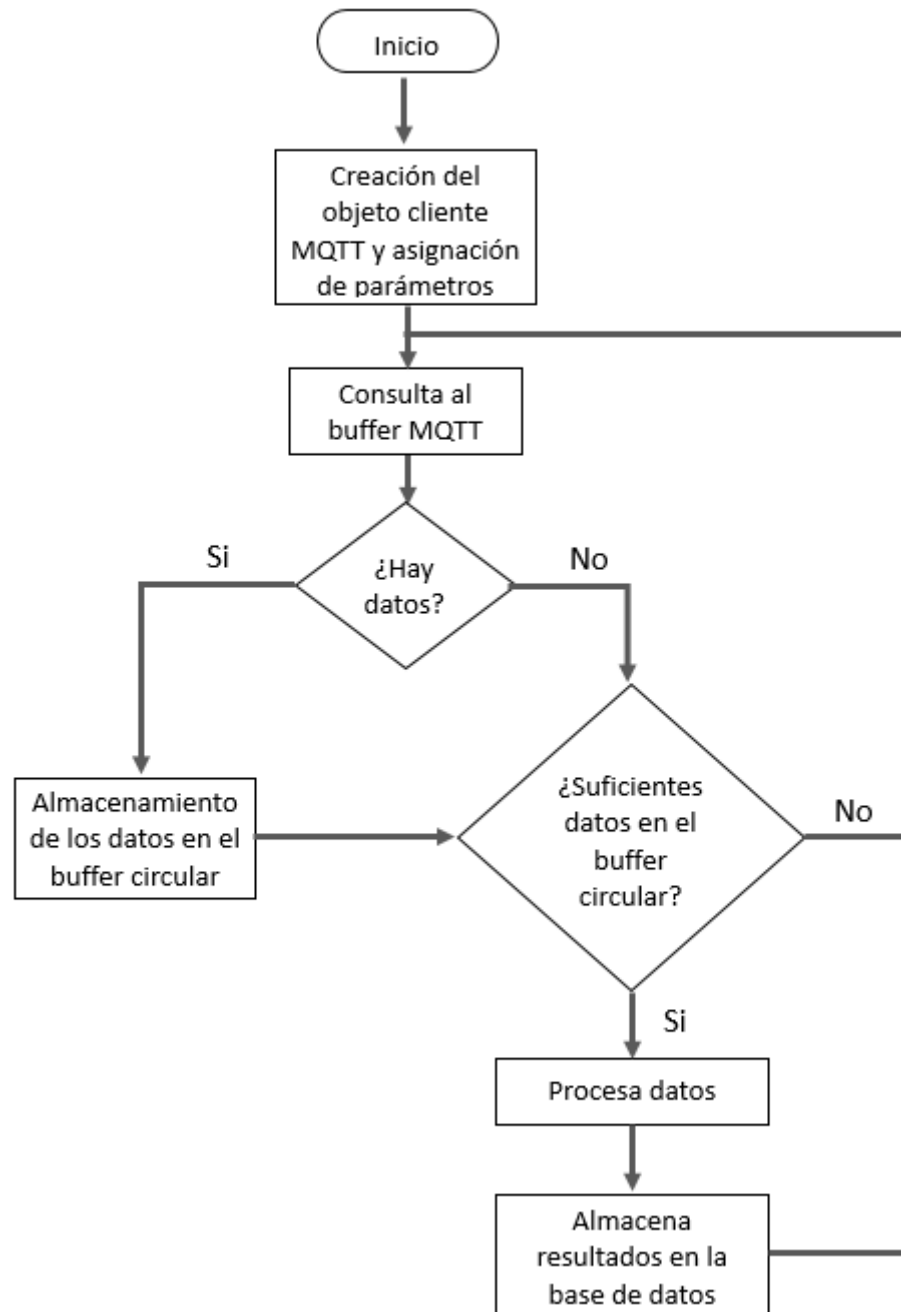 Inicio
Creación del
objeto cliente
MQTT y asignación
de parámetros
Consulta al
buffer MQTT
¿Hay
datos?
Si
No
Almacenamiento
de los datos en el
buffer circular
¿Suficientes
datos en el
buffer
circular?
No
Si
Procesa datos
Almacena
resultados en la
base de datos